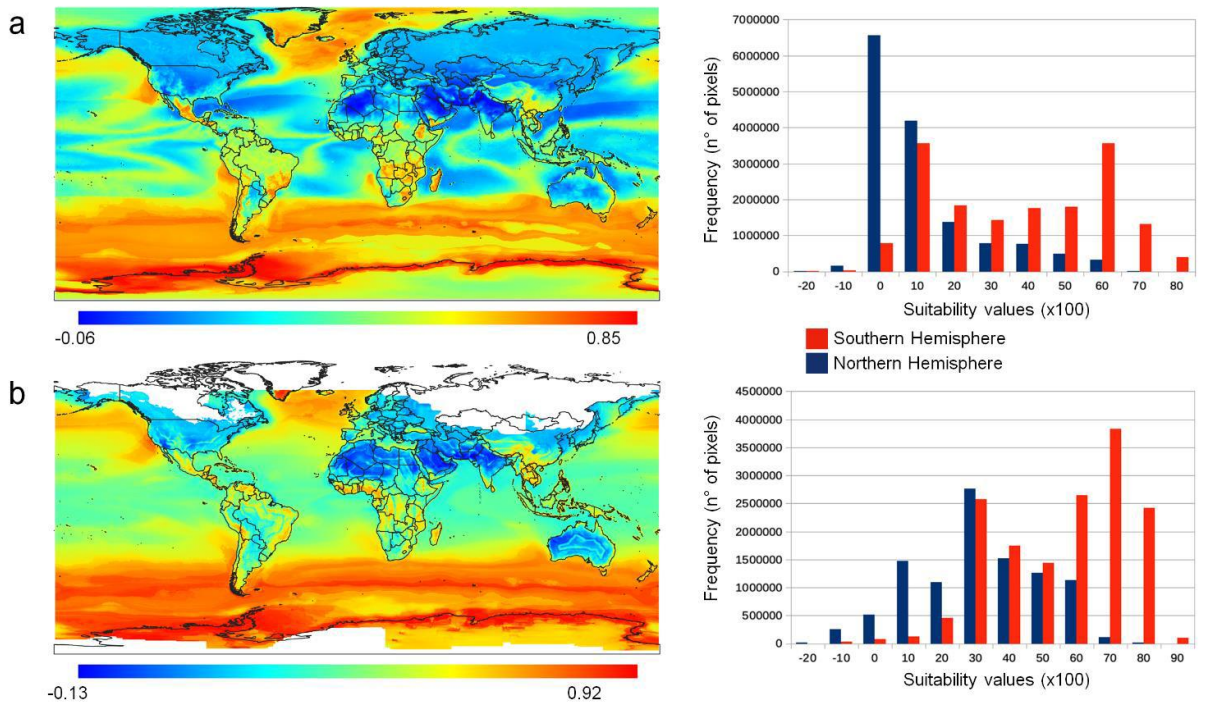 a
-0.06
0.85
Frequency (n° of pixels)
7000000
6000000
5000000
4000000
3000000
2000000
1000000
0
-20 -10 0 10 20 30 40 50 60 70 80
Suitability values (x100)
Southern Hemisphere
Northern Hemisphere
b
-0.13
0.92
Frequency (n° of pixels)
4500000
4000000
3500000
3000000
2500000
2000000
1500000
1000000
500000
0
-20 -10 0 10 20 30 40 50 60 70 80 90
Suitability values (x100)